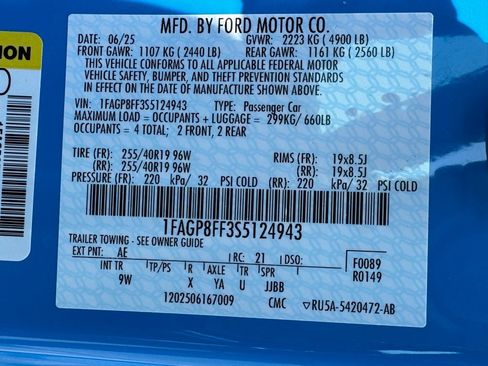 MFD. BY FORD MOTOR CO.
DATE: 06/25 GVWR: 2223 KG ( 4900 LB)
FRONT GAWR: 1107 KG ( 2440 LB) REAR GAWR: 1161 KG ( 2560 LB)
THIS VEHICLE CONFORMS TO ALL APPLICABLE FEDERAL MOTOR VEHICLE
SAFETY, BUMPER, AND THEFT PREVENTION STANDARDS IN
EFFECT ON THE DATE OF MANUFACTURE SHOWN ABOVE.
VIN: 1FAGP8FF3S5124943 TYPE: Passenger Car
MAXIMUM LOAD = OCCUPANTS + LUGGAGE = 299KG/ 660LB
OCCUPANTS = 4 TOTAL; 2 FRONT, 2 REAR
TIRE (FR): 255/40R19 96W RIMS (FR): 19x8.5J
(RR): 255/40R19 96W (RR): 19x8.5J
PRESSURE (FR): 220 kPa/ 32 PSI COLD (RR): 220 kPa/ 32 PSI COLD
1FAGP8FF3S5124943
TRAILER TOWING - SEE OWNER GUIDE
EXT PNT: AE RC: 21 DSO: F0089
INT TR TP/PS R AXLE TR SPR R0149
9W X YA U JJBB
1202506167009 CMC ▽RU5A-5420472-AB